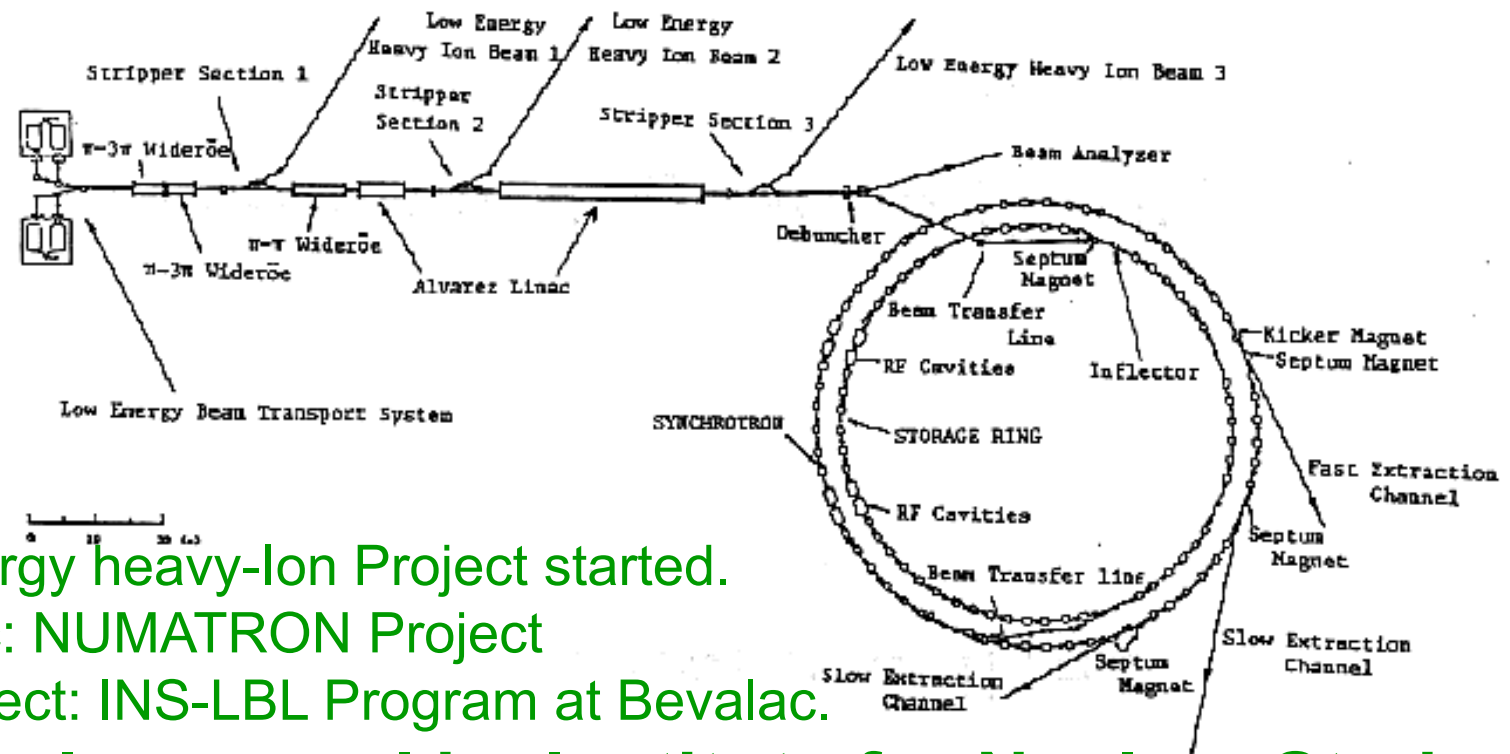 Low Energy
Heavy Ion Beam 1
Low Energy
Heavy Ion Beam 2
Low Energy Heavy Ion Beam 3
Stripper Section 1
Stripper
Section 2
Stripper Section 3
π-3π Wideröe
Beam Analyzer
π-π Wideröe
π-3π Wideröe
Alvarez Linac
Debuncher
Septum
Magnet
Beam Transfer
Line
Kicker Magnet
Septum Magnet
RF Cavities
Inflector
Low Energy Beam Transport System
SYNCHROTRON
STORAGE RING
Fast Extraction
Channel
RF Cavities
Septum
Magnet
0 10 20
Beam Transfer line
Slow Extraction
Channel
Septum
Magnet
Slow Extraction
Channel
rgy heavy-Ion Project started.
: NUMATRON Project
ect: INS-LBL Program at Bevalac.